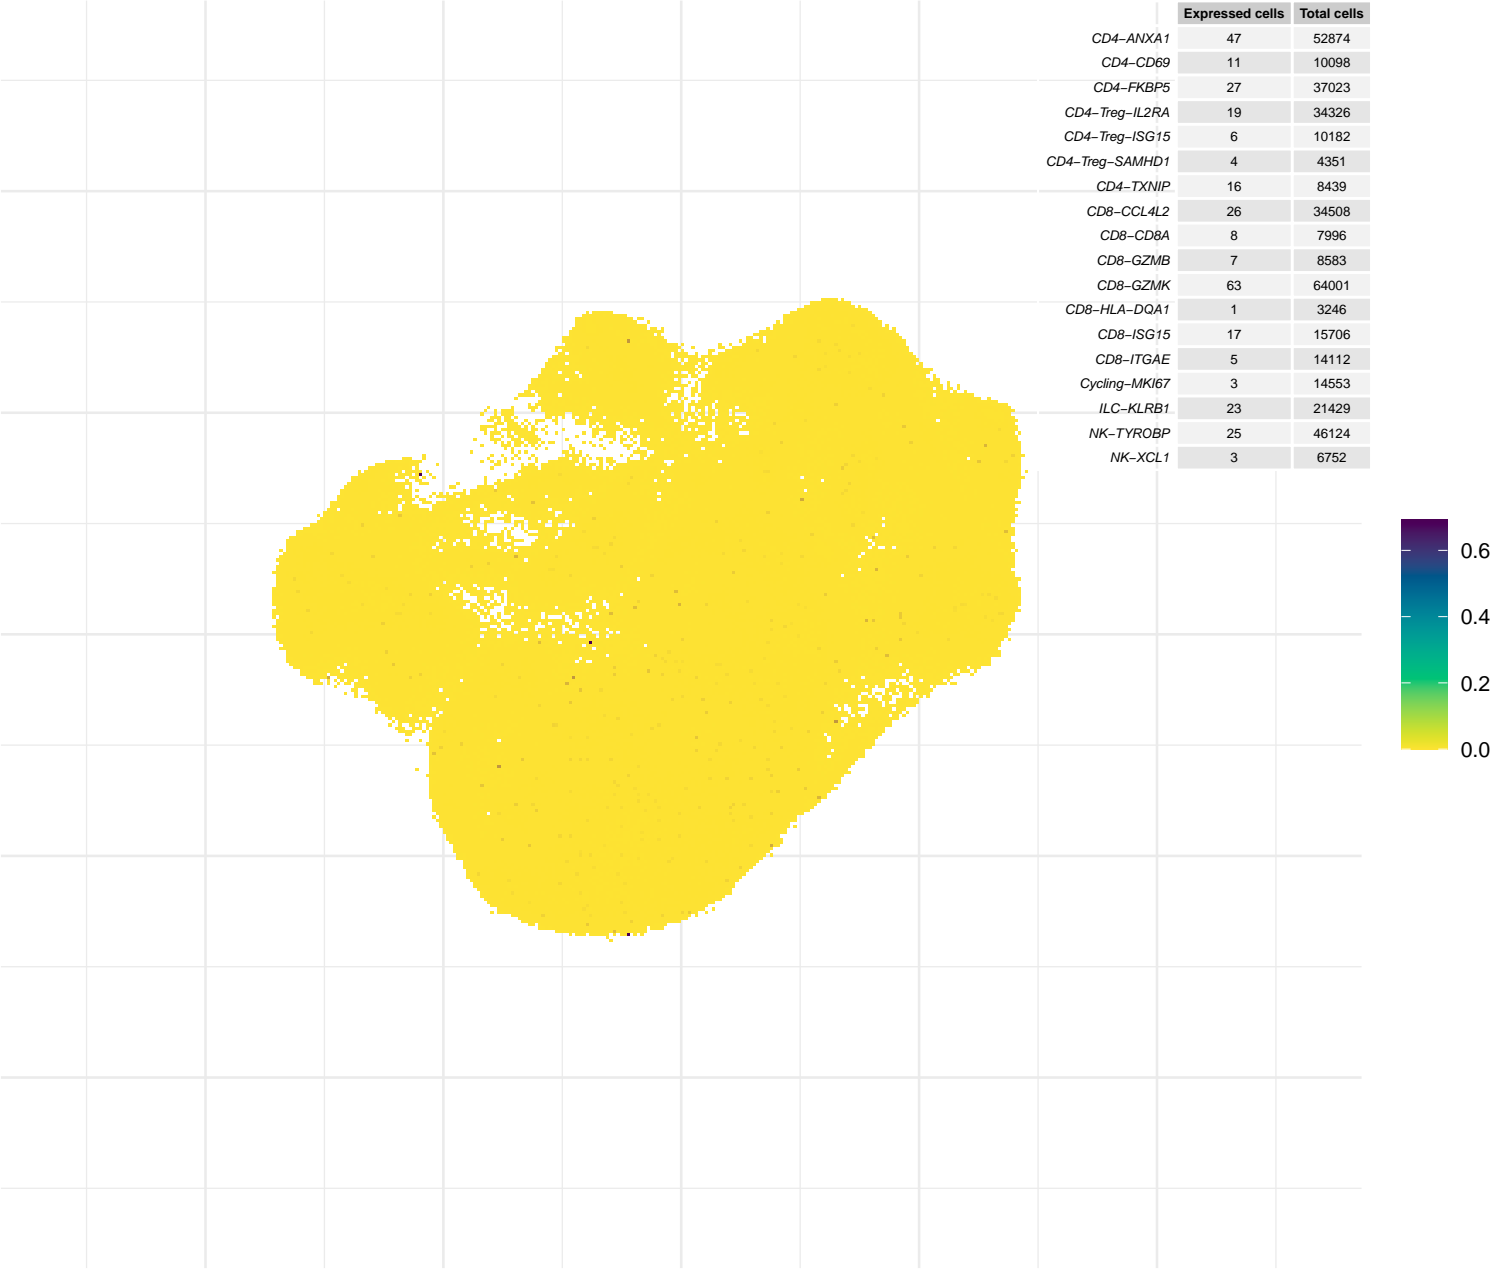 Expressed cells Total cells
CD4−ANXA1 47 52874
CD4−CD69 11 10098
CD4−FKBP5 27 37023
CD4−Treg−IL2RA 19 34326
CD4−Treg−ISG15 6 10182
CD4−Treg−SAMHD1 4 4351
CD4−TXNIP 16 8439
CD8−CCL4L2 26 34508
CD8−CD8A 8 7996
CD8−GZMB 7 8583
CD8−GZMK 63 64001
CD8−HLA−DQA1 1 3246
CD8−ISG15 17 15706
CD8−ITGAE 5 14112
Cycling−MKI67 3 14553
ILC−KLRB1 23 21429
NK−TYROBP 25 46124
NK−XCL1 3 6752
0.6
0.4
0.2
0.0